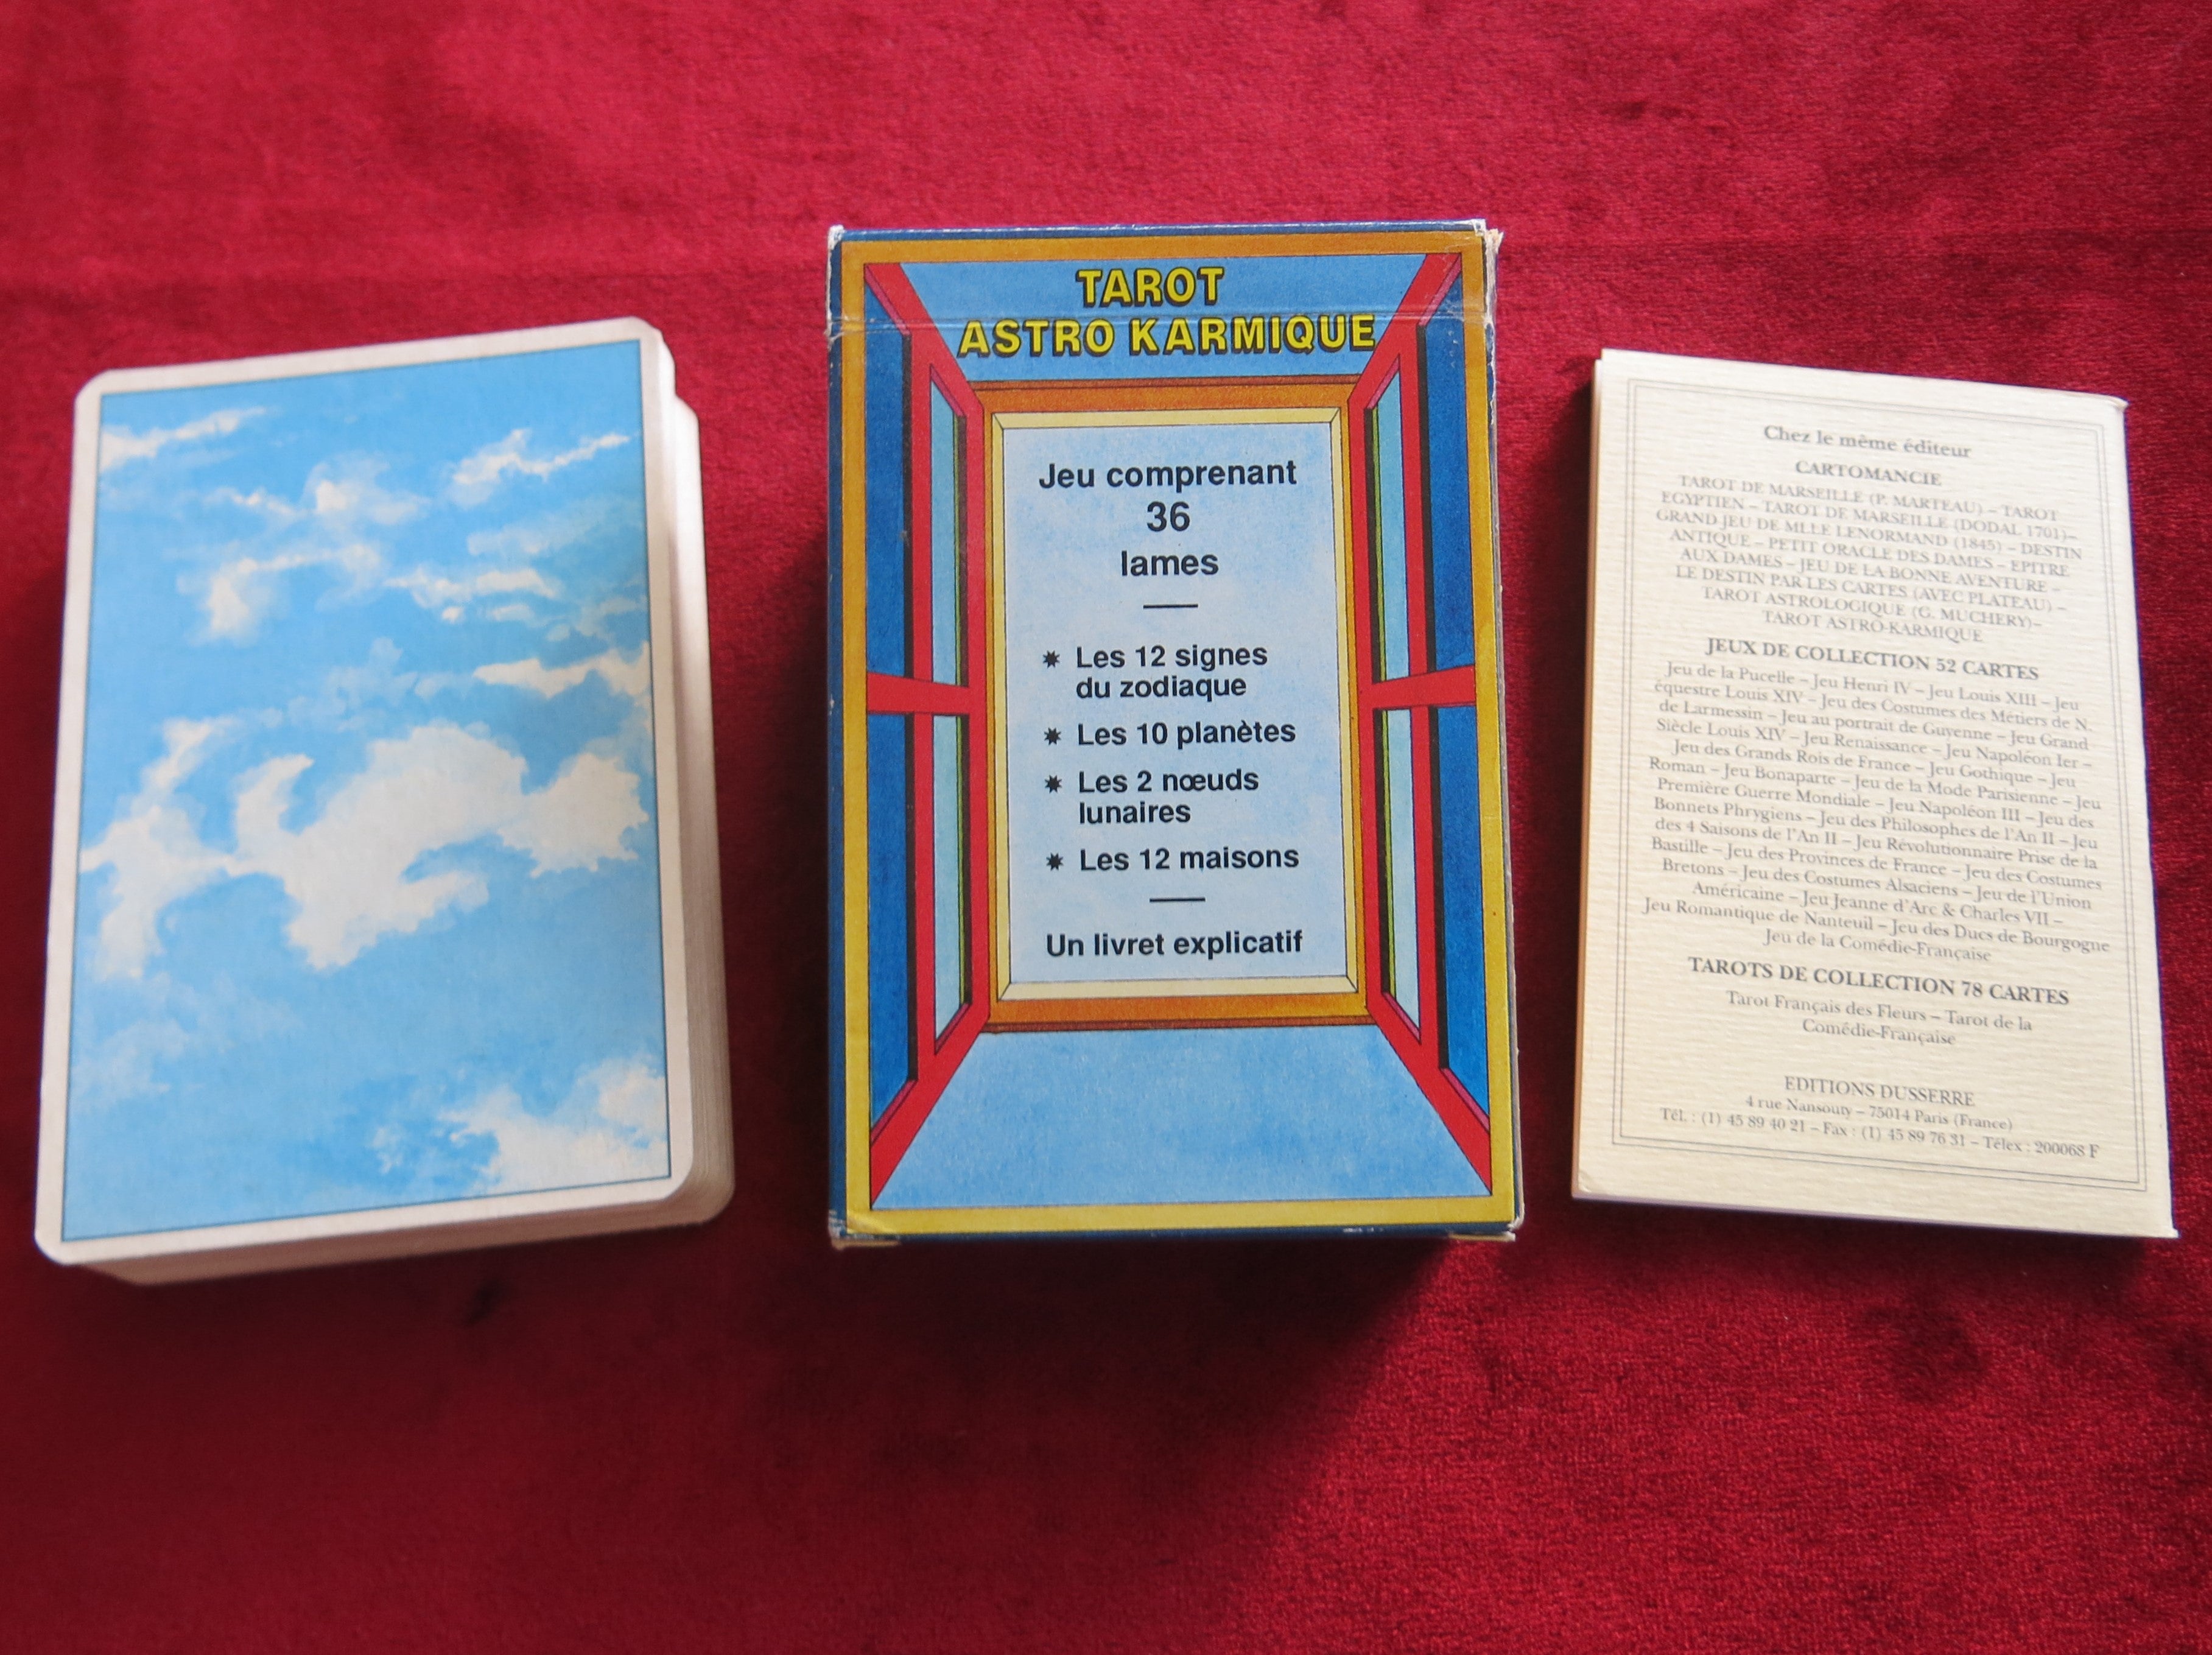 TAROT
ASTRO KARMIQUE
Jeu comprenant
36
lames
Les 12 signes
du zodiaque
Les 10 planètes
Les 2 nœuds
lunaires
Les 12 maisons
Un livret explicatif
Chez le même éditeur
CARTOMANCIE
TAROT DE MARSEILLE (P. MARTEAU) – TAROT
EGYPTIEN – TAROT DE MARSEILLE (DODAL 1701)–
GRAND JEU DE MLLE LENORMAND (1845) – DESTIN
ANTIQUE – PETIT ORACLE DES DAMES – EPITRE
AUX DAMES – JEU DE LA BONNE AVENTURE –
LE DESTIN PAR LES CARTES (AVEC PLATEAU) –
TAROT ASTROLOGIQUE (G. MUCHERY)–
TAROT ASTRO-KARMIQUE
JEUX DE COLLECTION 52 CARTES
Jeu de la Pucelle – Jeu Henri IV – Jeu Louis XIII – Jeu
équestre Louis XIV – Jeu des Costumes des Métiers de N.
de Larmessin – Jeu au portrait de Guyenne – Jeu Grand
Siècle Louis XIV – Jeu Renaissance – Jeu Napoléon Ier –
Jeu des Grands Rois de France – Jeu Gothique – Jeu
Roman – Jeu Bonaparte – Jeu de la Mode Parisienne – Jeu
Première Guerre Mondiale – Jeu Napoléon III – Jeu des
Bonnets Phrygiens – Jeu des Philosophes de l'An II – Jeu
des 4 Saisons de l'An II – Jeu Révolutionnaire Prise de la
Bastille – Jeu des Provinces de France – Jeu des Costumes
Bretons – Jeu des Costumes Alsaciens – Jeu de l'Union
Américaine – Jeu Jeanne d'Arc & Charles VII –
Jeu Romantique de Nanteuil – Jeu des Ducs de Bourgogne
Jeu de la Comédie-Française
TAROTS DE COLLECTION 78 CARTES
Tarot Français des Fleurs – Tarot de la
Comédie-Française
EDITIONS DUSSERRE
4 rue Nansouty – 75014 Paris (France)
Tél. : (1) 45 89 40 21 – Fax : (1) 45 89 76 31 – Télex : 200068 F